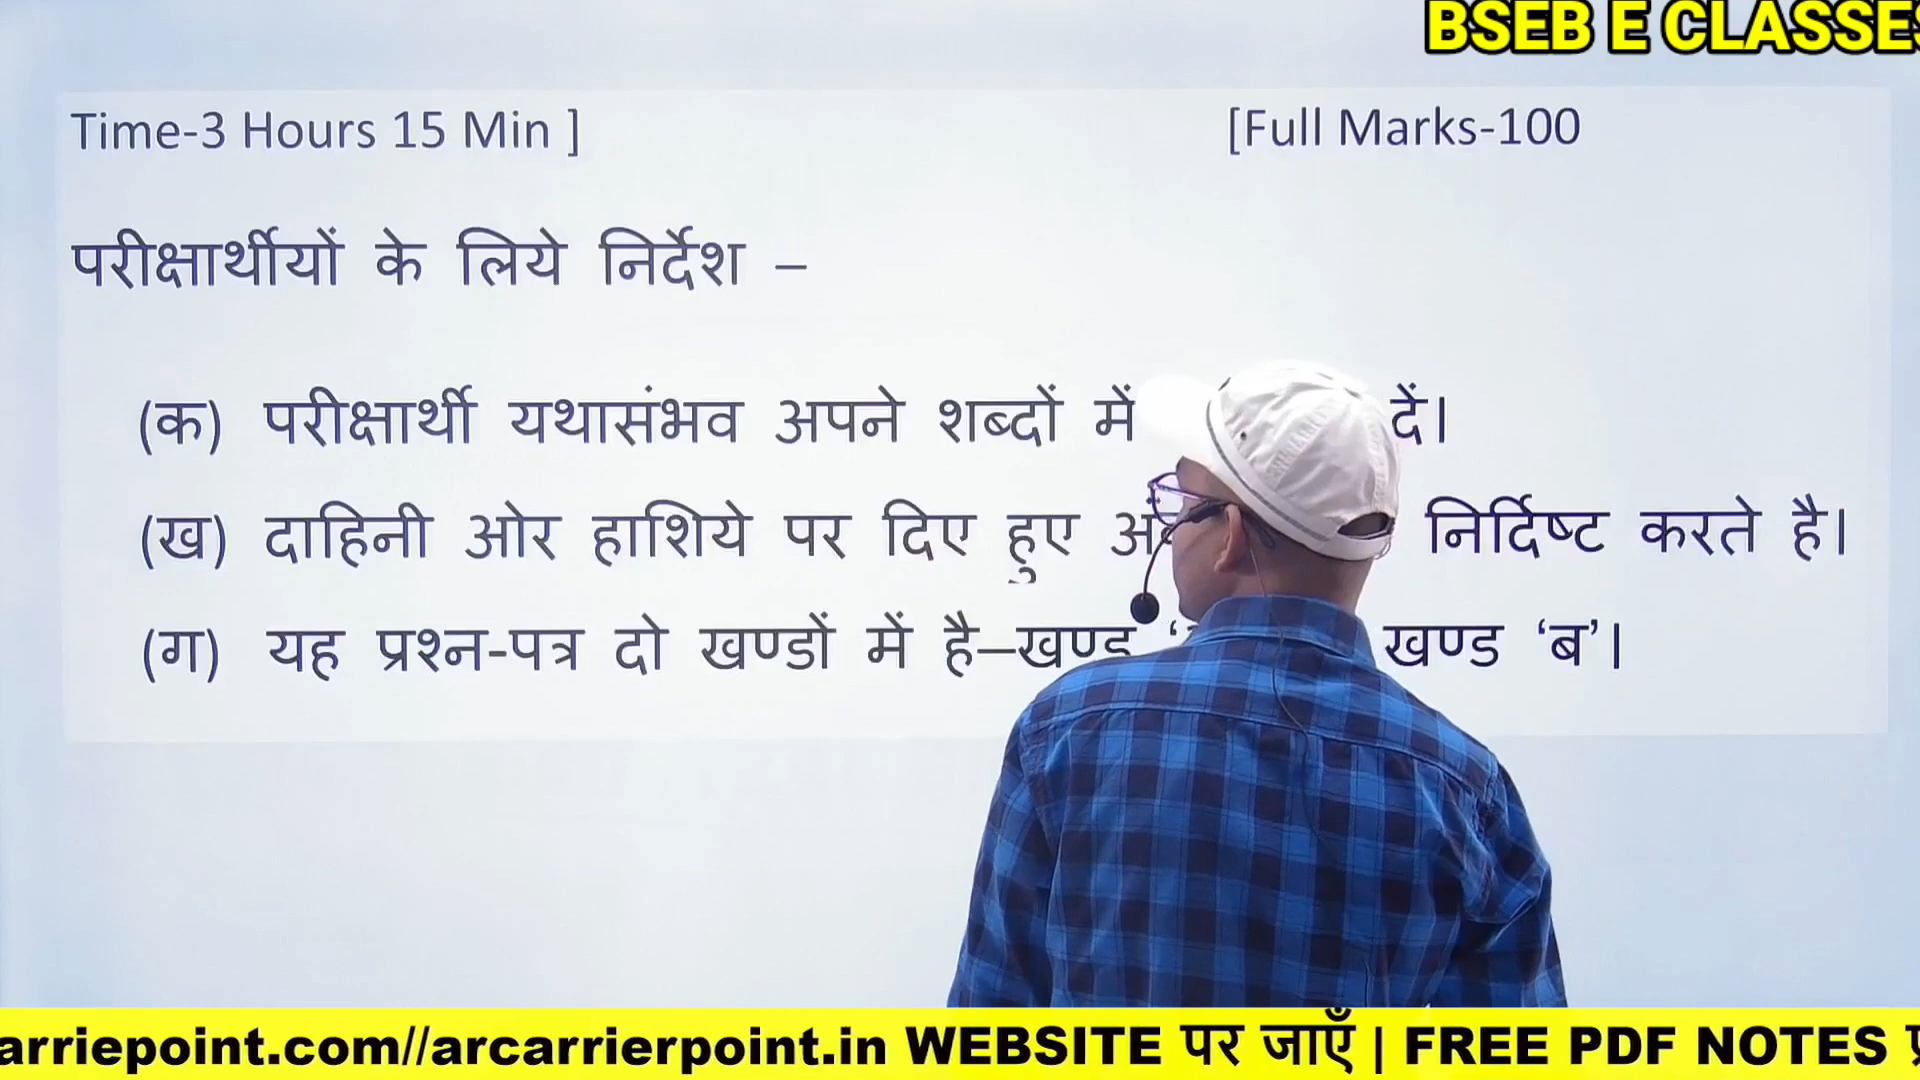 BSEB E CLASSES
Time-3 Hours 15 Min ] [Full Marks-100
परीक्षार्थीयों के लिये निर्देश –
(क) परीक्षार्थी यथासंभव अपने शब्दों में दें।
(ख) दाहिनी ओर हाशिये पर दिए हुए निर्दिष्ट करते है।
(ग) यह प्रश्न-पत्र दो खण्डों में है–खण्ड खण्ड ‘ब’।
arriepoint.com//arcarrierpoint.in WEBSITE पर जाएँ | FREE PDF NOTES